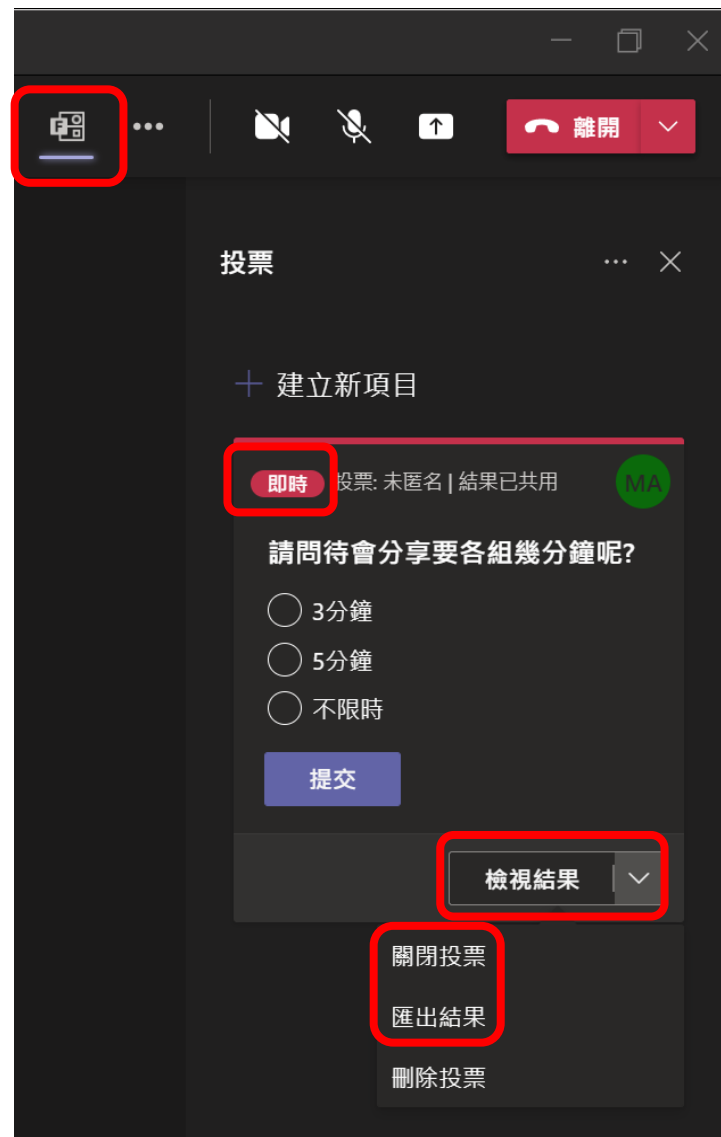 離開
投票
建立新項目
即時 投票: 未匿名 | 結果已共用 MA
請問待會分享要各組幾分鐘呢?
3分鐘
5分鐘
不限時
提交
檢視結果
關閉投票
匯出結果
刪除投票